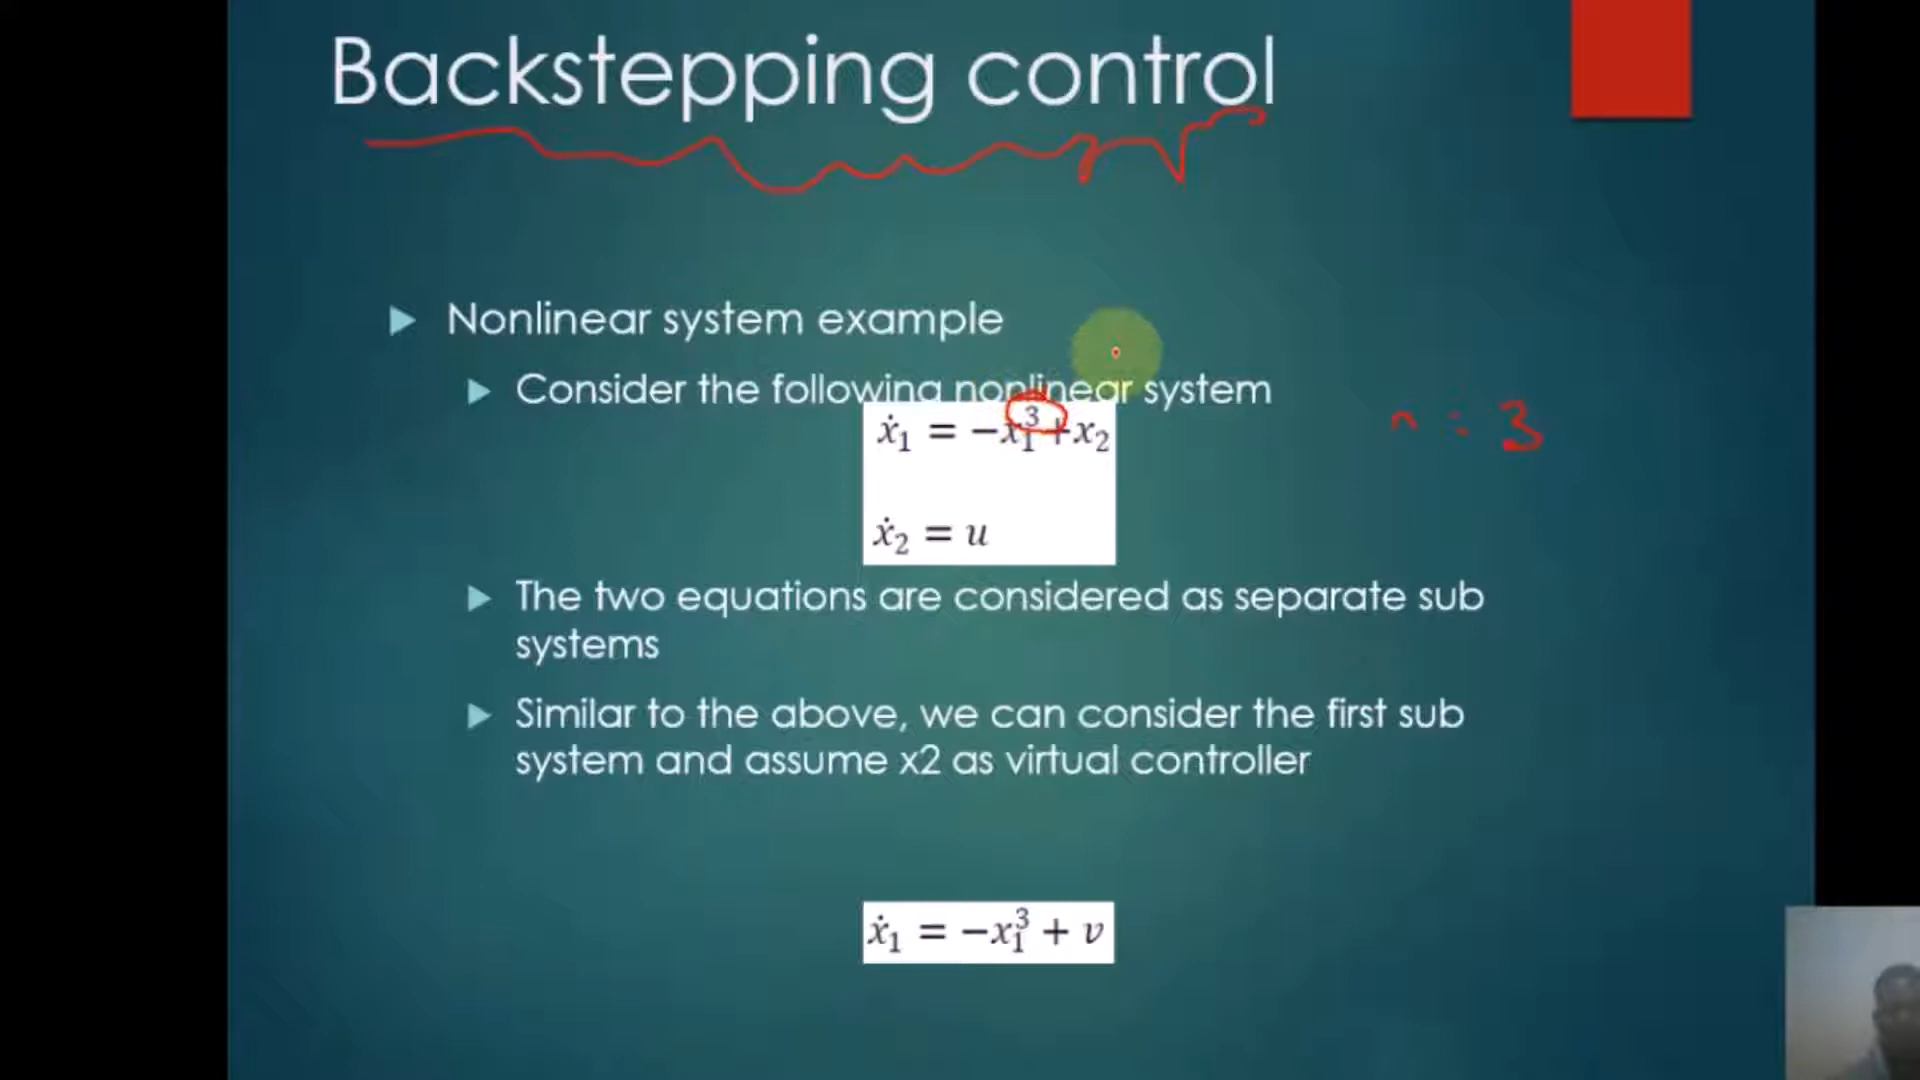 Backstepping control
Nonlinear system example
Consider the following nonlinear system
ẋ₁ = −x₁³+x₂
n = 3
ẋ₂ = u
The two equations are considered as separate sub
systems
Similar to the above, we can consider the first sub
system and assume x2 as virtual controller
ẋ₁ = −x₁³ + v